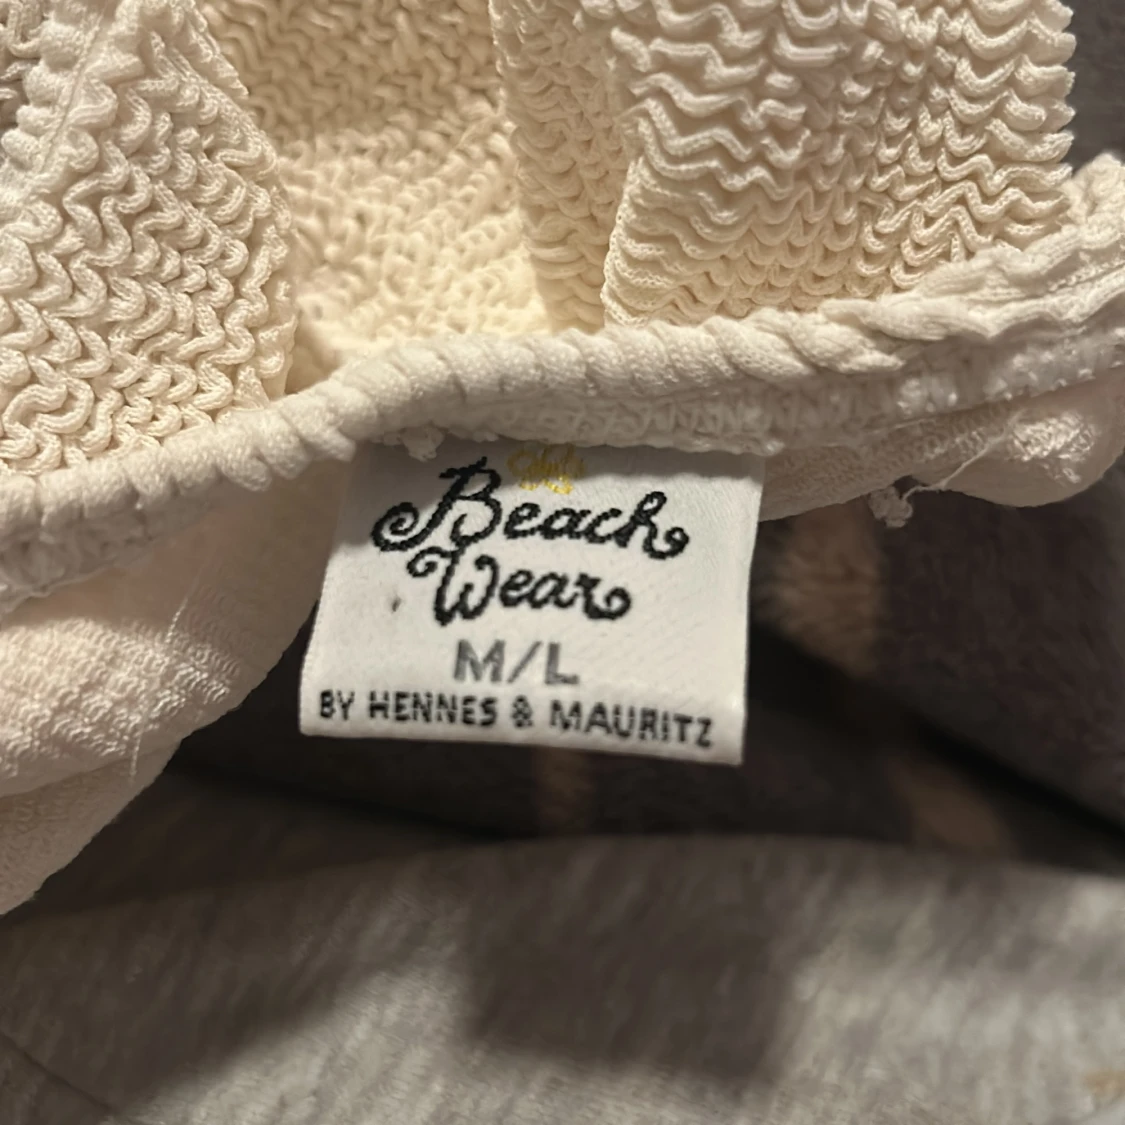 Beach
Wear
M/L
BY HENNES & MAURITZ